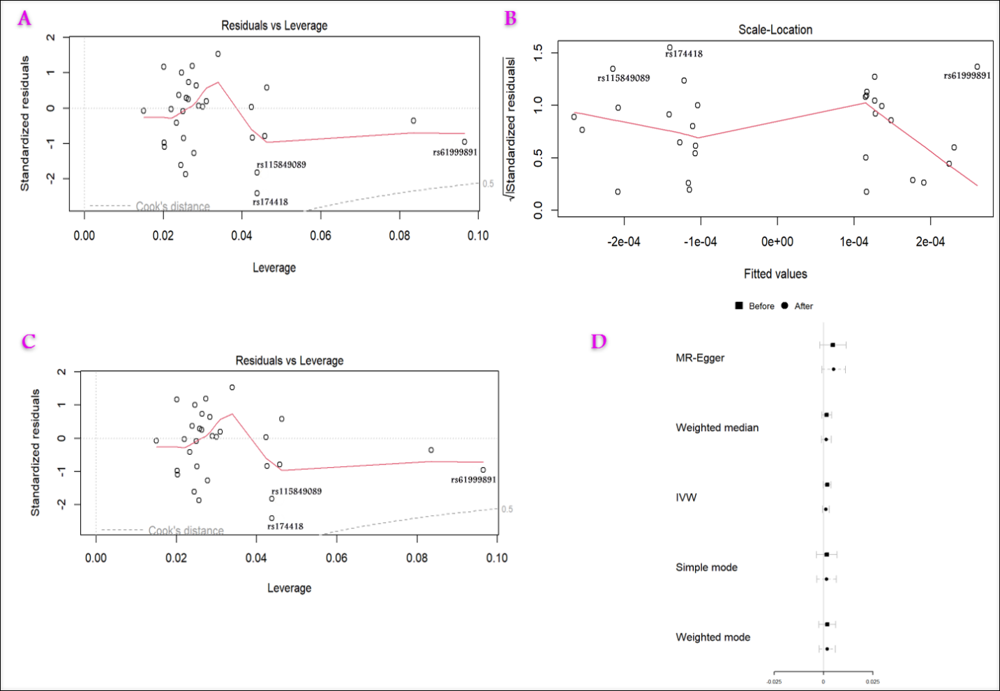 A
Residuals vs Leverage
Standardized residuals
2
1
0
-1
-2
rs115849089
rs174418
rs61999891
0.5
Cook's distance
0.00 0.02 0.04 0.06 0.08 0.10
Leverage
B
Scale-Location
√|Standardized residuals|
1.5
1.0
0.5
0.0
rs174418
rs115849089
rs61999891
-2e-04 -1e-04 0e+00 1e-04 2e-04
Fitted values
C
Residuals vs Leverage
Standardized residuals
2
1
0
-1
-2
rs61999891
rs115849089
rs174418
0.5
Cook's distance
0.00 0.02 0.04 0.06 0.08 0.10
Leverage
D
Before After
MR-Egger
Weighted median
IVW
Simple mode
Weighted mode
-0.025 0 0.025